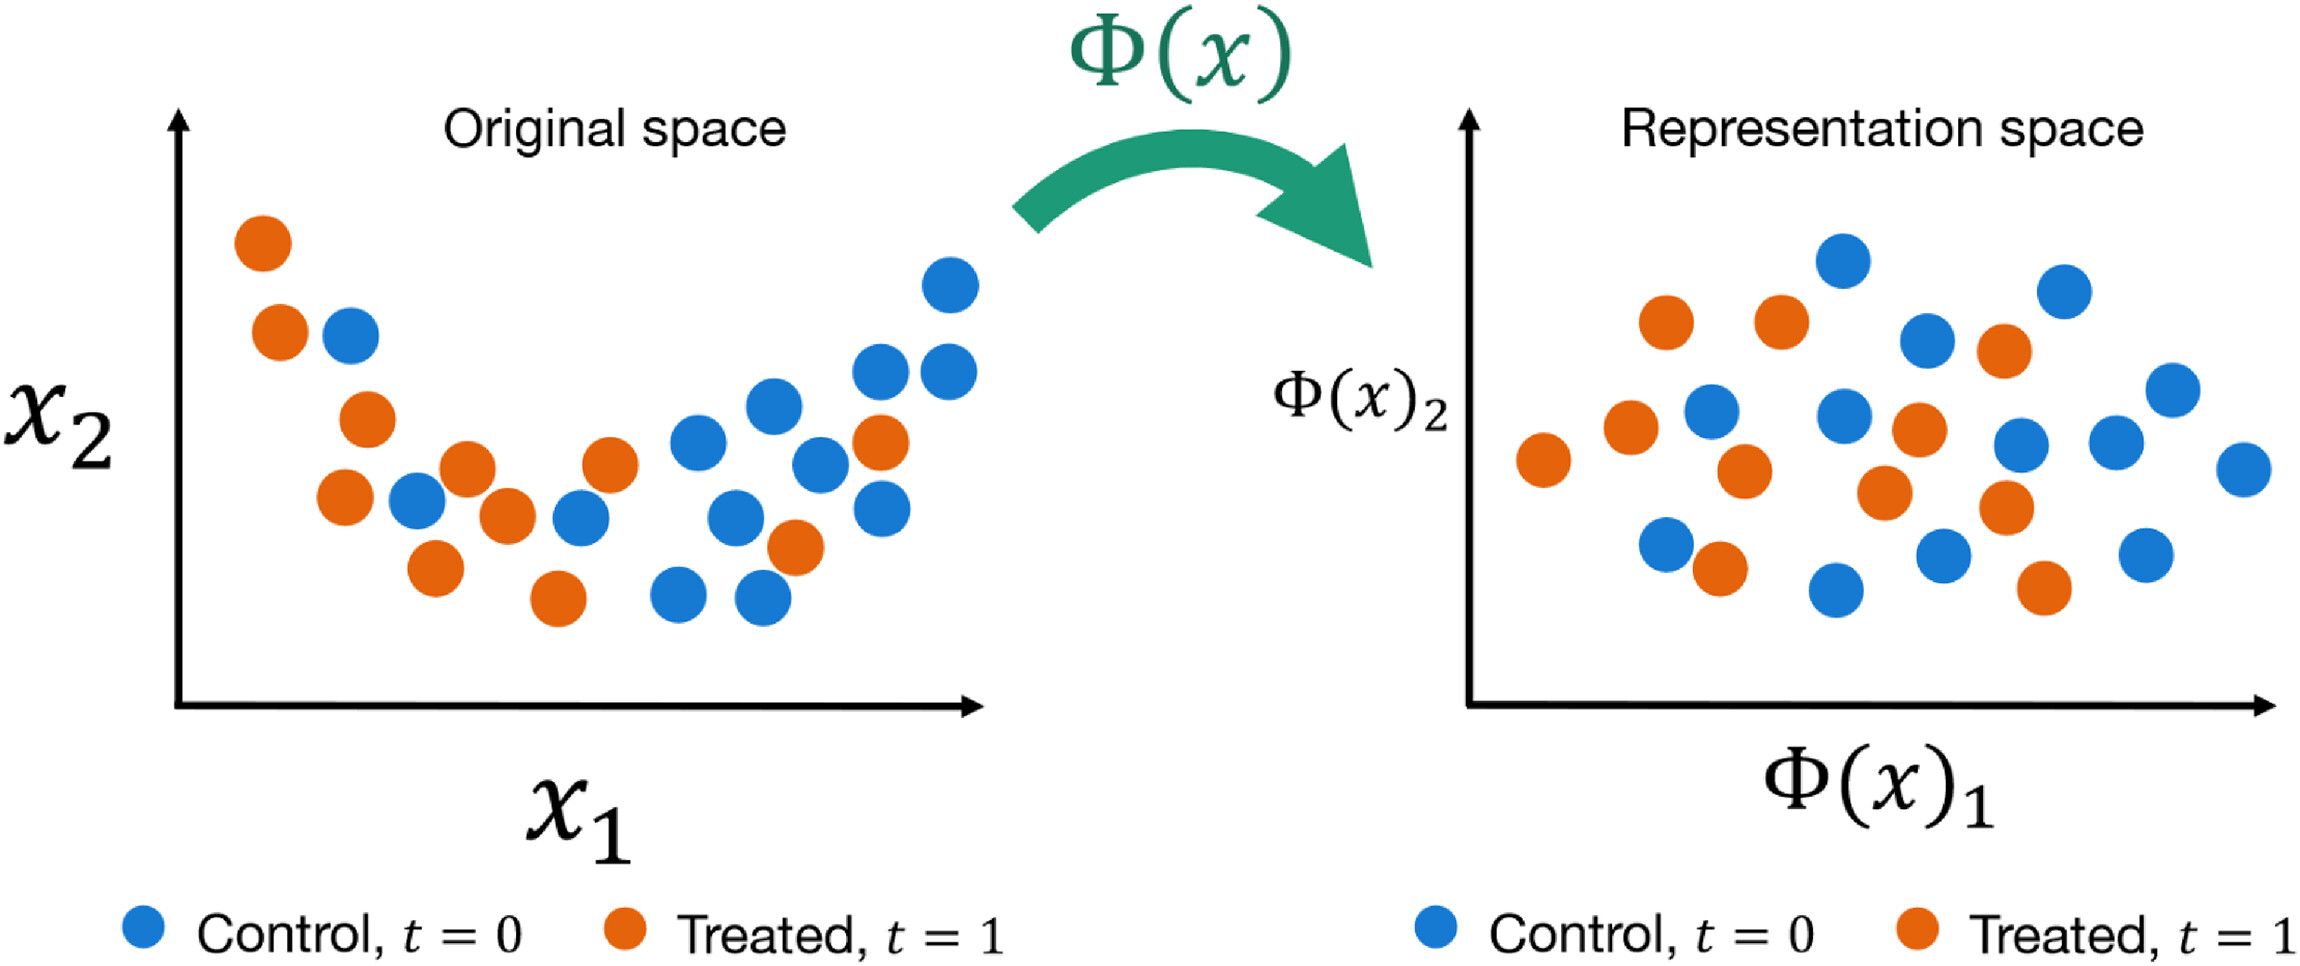 Φ(x)
Original space
Representation space
x₂
Φ(x)₂
x₁
Φ(x)₁
Control, t = 0
Treated, t = 1
Control, t = 0
Treated, t = 1